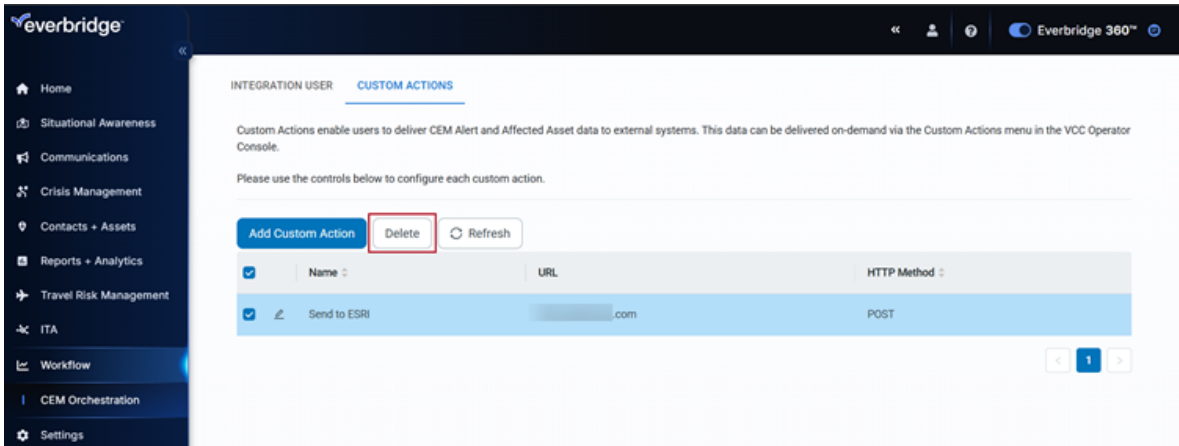 everbridge
Everbridge 360™
Home
Situational Awareness
Communications
Crisis Management
Contacts + Assets
Reports + Analytics
Travel Risk Management
ITA
Workflow
CEM Orchestration
Settings
INTEGRATION USER CUSTOM ACTIONS
Custom Actions enable users to deliver CEM Alert and Affected Asset data to external systems. This data can be delivered on-demand via the Custom Actions menu in the VCC Operator
Console.
Please use the controls below to configure each custom action.
Add Custom Action Delete Refresh
Name URL HTTP Method
Send to ESRI .com POST
1